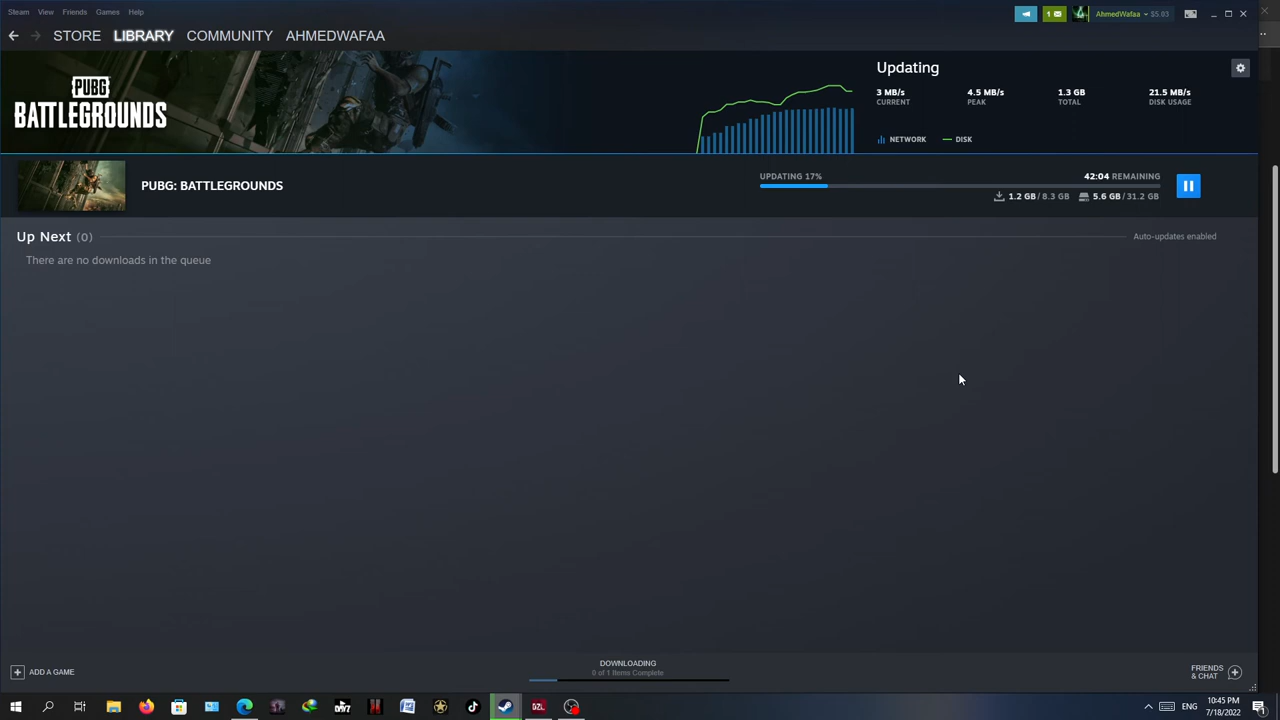 Steam View Friends Games Help
1 AhmedWafaa $5.83
STORE LIBRARY COMMUNITY AHMEDWAFAA
PUBG
BATTLEGROUNDS
Updating
3 MB/s 4.5 MB/s 1.3 GB 21.5 MB/s
CURRENT PEAK TOTAL DISK USAGE
NETWORK DISK
PUBG: BATTLEGROUNDS
UPDATING 17% 42:04 REMAINING
1.2 GB / 8.3 GB 5.6 GB / 31.2 GB
Up Next (0) Auto-updates enabled
There are no downloads in the queue
ADD A GAME
DOWNLOADING
0 of 1 Items Complete
FRIENDS
& CHAT
ENG
10:45 PM
7/18/2022